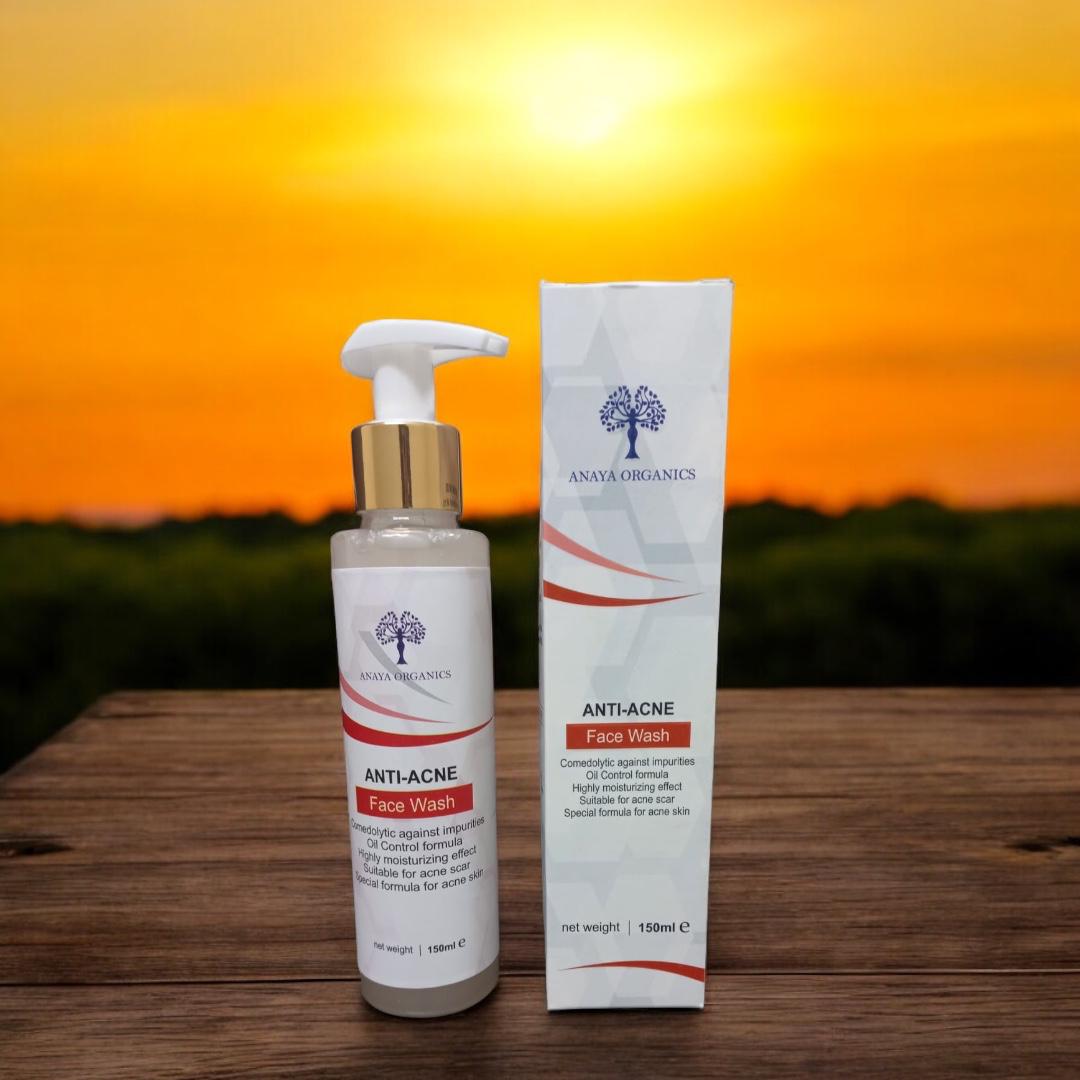 ANAYA ORGANICS
ANTI-ACNE
Face Wash
Comedolytic against impurities
Oil Control formula
Highly moisturizing effect
Suitable for acne scar
Special formula for acne skin
net weight | 150ml ℮
ANAYA ORGANICS
ANTI-ACNE
Face Wash
Comedolytic against impurities
Oil Control formula
Highly moisturizing effect
Suitable for acne scar
Special formula for acne skin
net weight | 150ml ℮